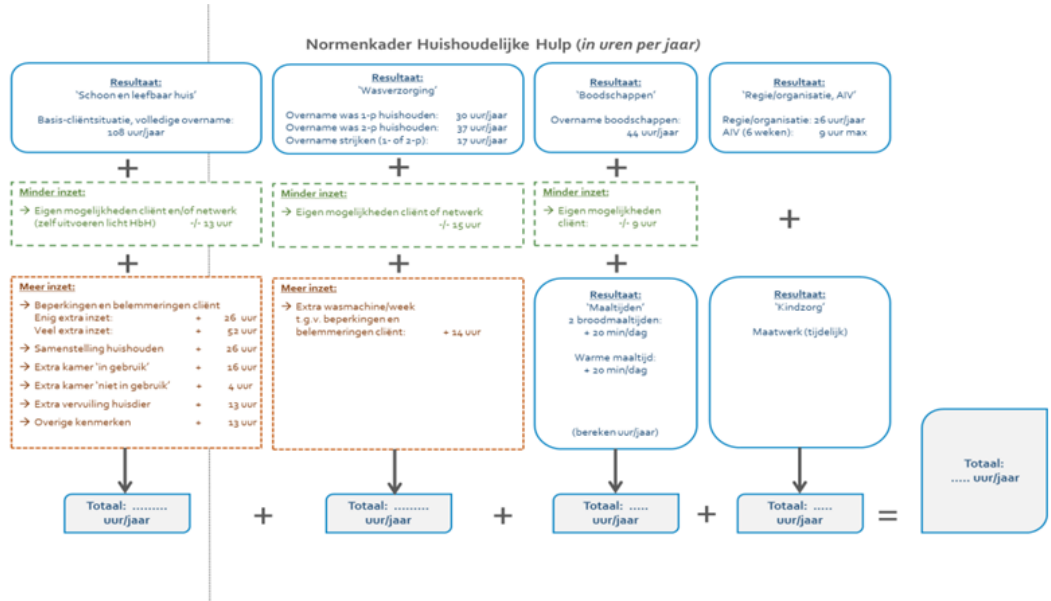 Normenkader Huishoudelijke Hulp (in uren per jaar)
Resultaat:
'Schoon en leefbaar huis'
Basis-cliëntsituatie, volledige overname:
108 uur/jaar
Resultaat:
'Wasverzorging'
Overname was 1-p huishouden: 30 uur/jaar
Overname was 2-p huishouden: 37 uur/jaar
Overname strijken (1- of 2-p): 17 uur/jaar
Resultaat:
'Boodschappen'
Overname boodschappen:
44 uur/jaar
Resultaat:
'Regie/organisatie, AIV'
Regie/organisatie: 26 uur/jaar
AIV (6 weken): 9 uur max
+ + +
Minder inzet:
→ Eigen mogelijkheden cliënt en/of netwerk
(zelf uitvoeren licht HbH) -/- 13 uur
Minder inzet:
→ Eigen mogelijkheden cliënt of netwerk
-/- 15 uur
Minder inzet:
→ Eigen mogelijkheden
cliënt: -/- 9 uur
+
+ + +
Meer inzet:
→ Beperkingen en belemmeringen cliënt
Enig extra inzet: + 26 uur
Veel extra inzet: + 52 uur
→ Samenstelling huishouden + 26 uur
→ Extra kamer 'in gebruik' + 16 uur
→ Extra kamer 'niet in gebruik' + 4 uur
→ Extra vervuiling huisdier + 13 uur
→ Overige kenmerken + 13 uur
Meer inzet:
→ Extra wasmachine/week
t.g.v. beperkingen en
belemmeringen cliënt: + 14 uur
Resultaat:
'Maaltijden'
2 broodmaaltijden:
+ 20 min/dag
Warme maaltijd:
+ 20 min/dag
(bereken uur/jaar)
Resultaat:
'Kindzorg'
Maatwerk (tijdelijk)
Totaal: .........
uur/jaar
+
Totaal: .........
uur/jaar
+
Totaal: .....
uur/jaar
+
Totaal: .....
uur/jaar
=
Totaal:
..... uur/jaar